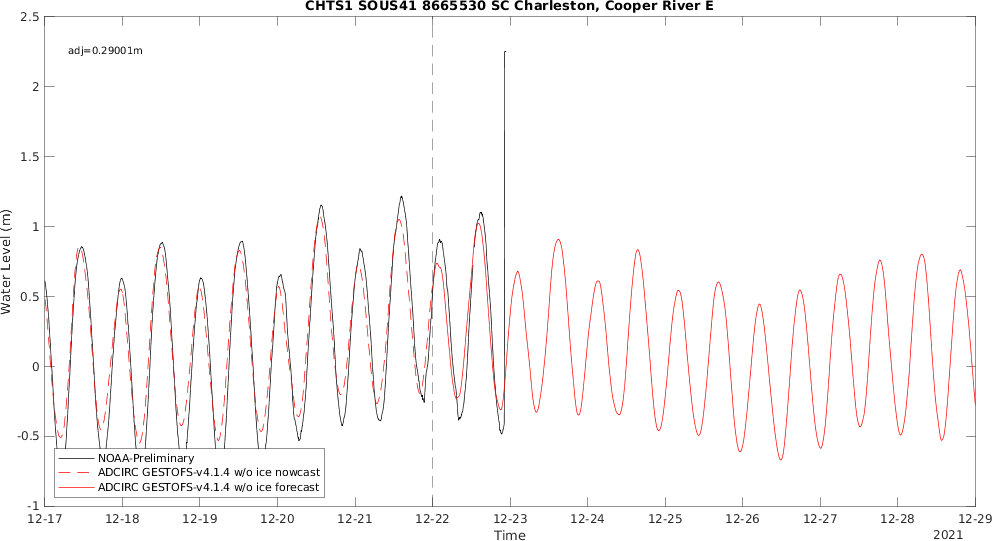 CHTS1 SOUS41 8665530 SC Charleston, Cooper River E
adj=0.29001m
2.5
2
1.5
1
0.5
0
-0.5
-1
Water Level (m)
NOAA-Preliminary
ADCIRC GESTOFS-v4.1.4 w/o ice nowcast
ADCIRC GESTOFS-v4.1.4 w/o ice forecast
12-17 12-18 12-19 12-20 12-21 12-22 12-23 12-24 12-25 12-26 12-27 12-28 12-29
Time
2021